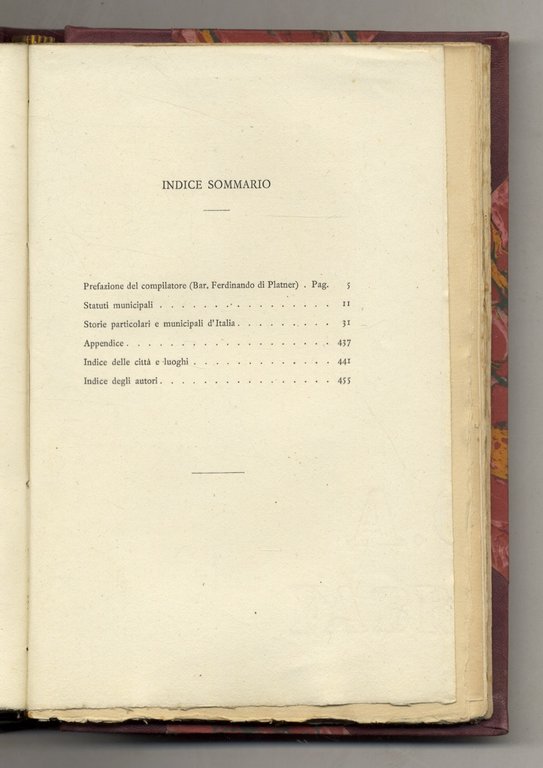 INDICE SOMMARIO
Prefazione del compilatore (Bar. Ferdinando di Platner) . Pag. 5
Statuti municipali . . . . . . . . . . . . . . . . . 11
Storie particolari e municipali d'Italia . . . . . . . . . 31
Appendice . . . . . . . . . . . . . . . . . . . . 437
Indice delle città e luoghi . . . . . . . . . . . . . 441
Indice degli autori . . . . . . . . . . . . . . . . . 455